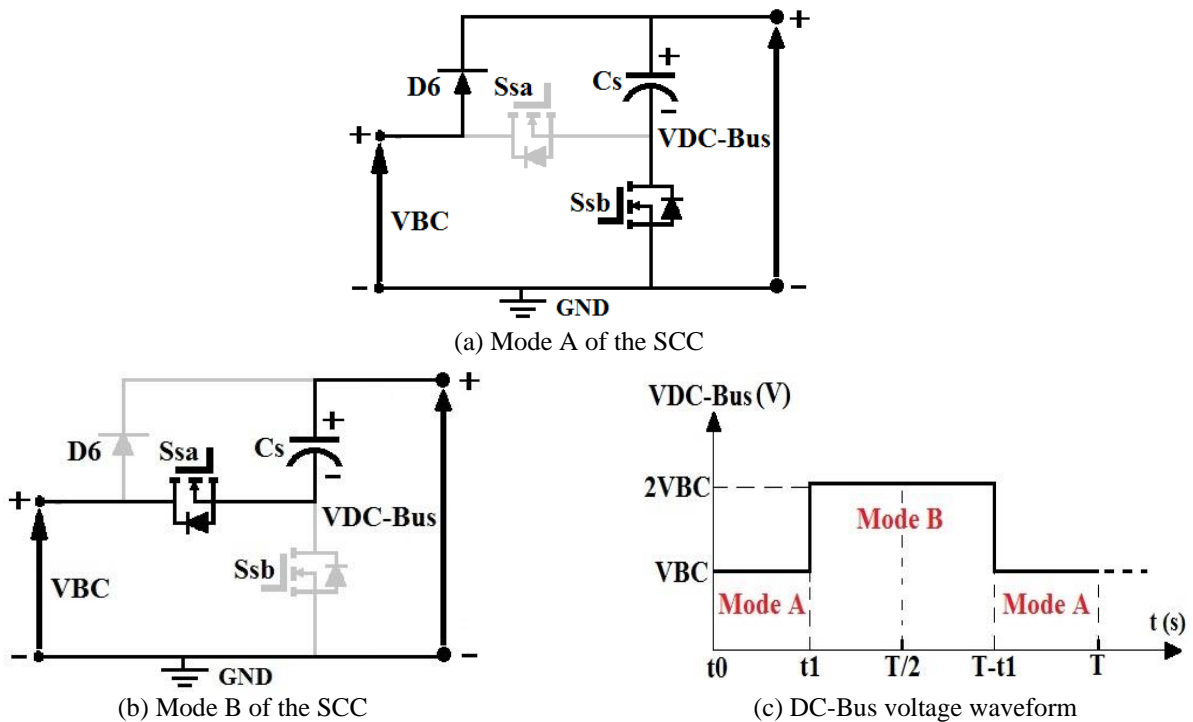 +
+
D6
Ssa
Cs
-
+
VDC-Bus
Ssb
VBC
-
-
GND
(a) Mode A of the SCC
+
+
D6
Ssa
Cs
-
+
VDC-Bus
Ssb
VBC
-
-
GND
(b) Mode B of the SCC
VDC-Bus (V)
2VBC
Mode B
VBC
Mode A
Mode A
t (s)
t0
t1
T/2
T-t1
T
(c) DC-Bus voltage waveform